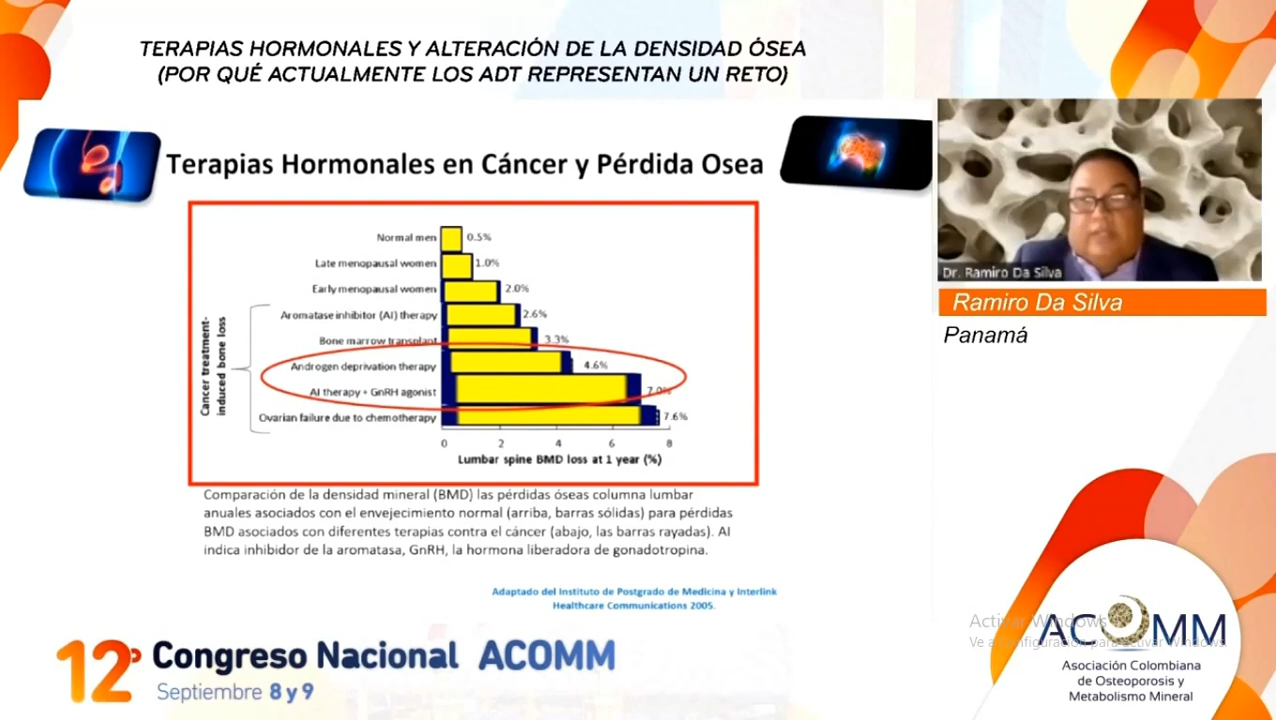 TERAPIAS HORMONALES Y ALTERACIÓN DE LA DENSIDAD ÓSEA
(POR QUÉ ACTUALMENTE LOS ADT REPRESENTAN UN RETO)
Terapias Hormonales en Cáncer y Pérdida Osea
Normal men 0.5%
Late menopausal women 1.0%
Early menopausal women 2.0%
Aromatase inhibitor (AI) therapy 2.6%
Bone marrow transplant 3.3%
Androgen deprivation therapy 4.6%
AI therapy + GnRH agonist 7.0%
Ovarian failure due to chemotherapy 7.6%
Cancer treatment-
induced bone loss
0 2 4 6 8
Lumbar spine BMD loss at 1 year (%)
Comparación de la densidad mineral (BMD) las pérdidas óseas columna lumbar
anuales asociados con el envejecimiento normal (arriba, barras sólidas) para pérdidas
BMD asociados con diferentes terapias contra el cáncer (abajo, las barras rayadas). AI
indica inhibidor de la aromatasa, GnRH, la hormona liberadora de gonadotropina.
Adaptado del Instituto de Postgrado de Medicina y Interlink
Healthcare Communications 2005.
Dr. Ramiro Da Silva
Ramiro Da Silva
Panamá
12º Congreso Nacional ACOMM
Septiembre 8 y 9
Activar Windows
Ve a Configuración para activar Windows.
ACOMM
Asociación Colombiana
de Osteoporosis y
Metabolismo Mineral